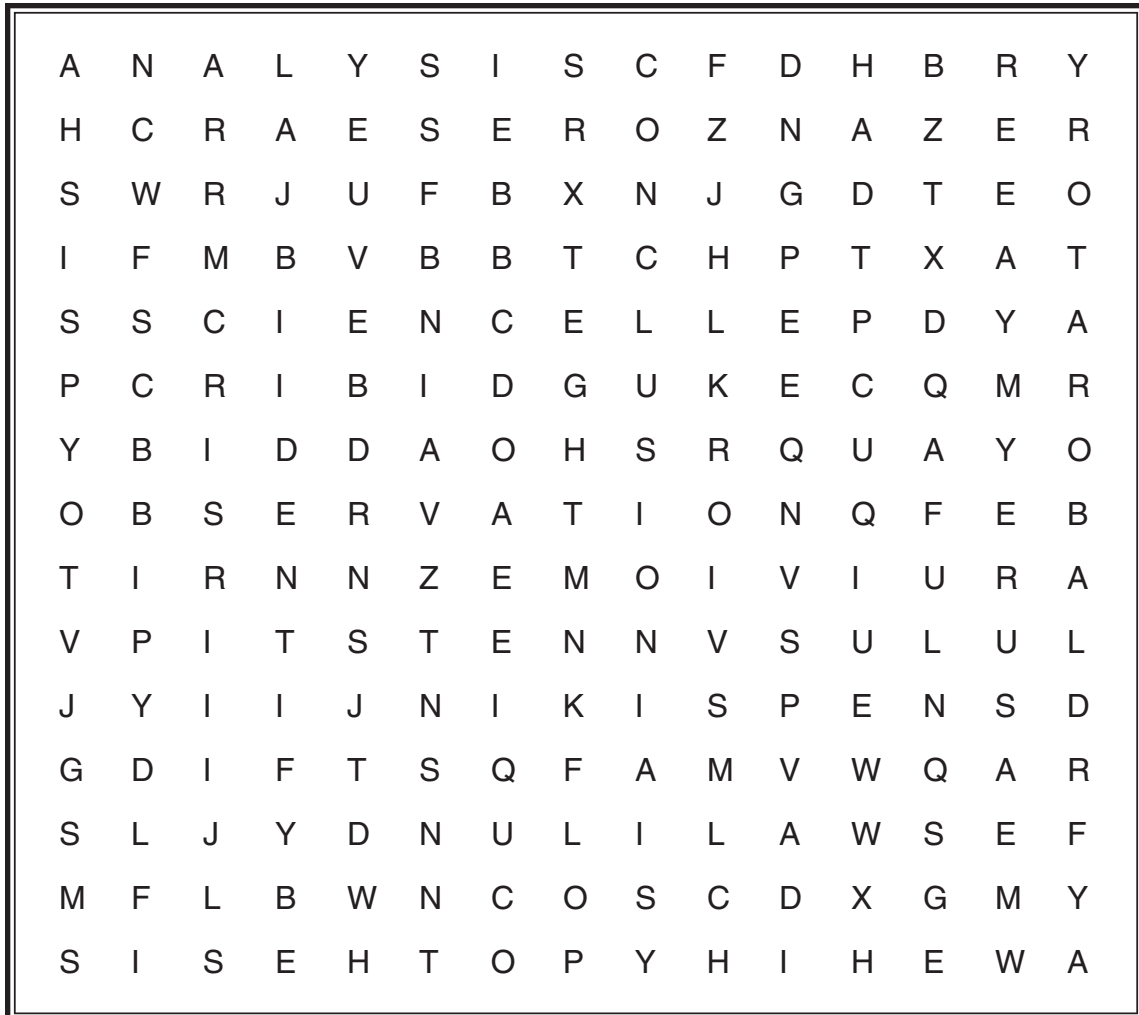 A N A L Y S I S C F D H B R Y
H C R A E S E R O Z N A Z E R
S W R J U F B X N J G D T E O
I F M B V B B T C H P T X A T
S S C I E N C E L L E P D Y A
P C R I B I D G U K E C Q M R
Y B I D D A O H S R Q U A Y O
O B S E R V A T I O N Q F E B
T I R N N Z E M O I V I U R A
V P I T S T E N N V S U L U L
J Y I I J N I K I S P E N S D
G D I F T S Q F A M V W Q A R
S L J Y D N U L I L A W S E F
M F L B W N C O S C D X G M Y
S I S E H T O P Y H I H E W A